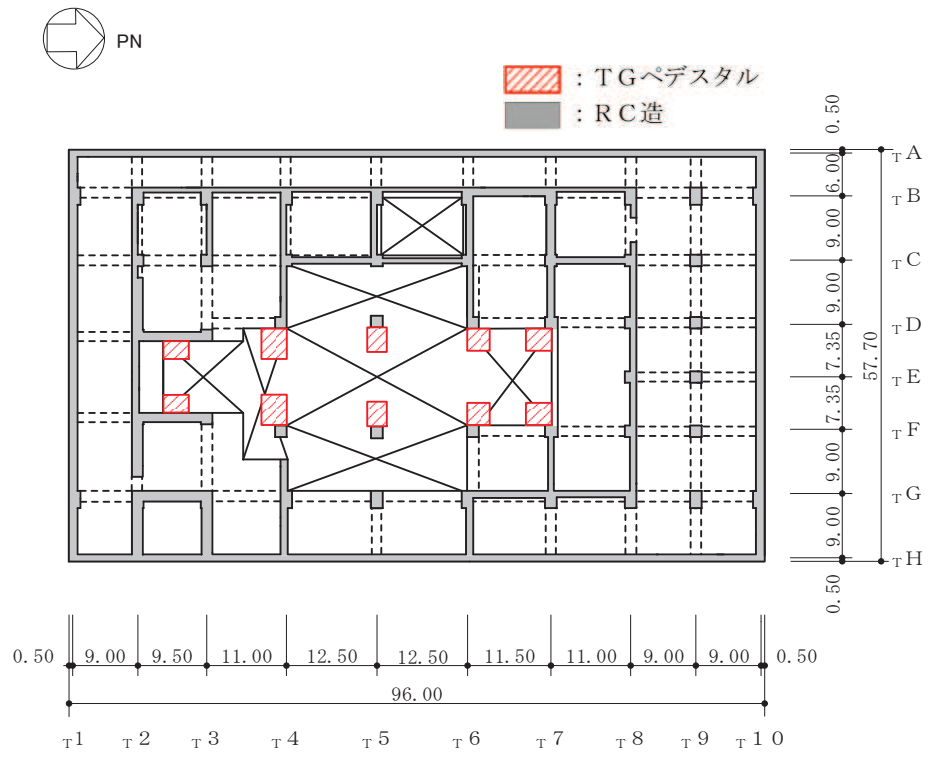 PN
：ＴＧペデスタル
：ＲＣ造
0.50
TA
6.00
TB
9.00
TC
9.00
TD
7.35
TE
57.70
7.35
TF
9.00
TG
9.00
TH
0.50
0.50 9.00 9.50 11.00 12.50 12.50 11.50 11.00 9.00 9.00 0.50
96.00
T1 T2 T3 T4 T5 T6 T7 T8 T9 T10